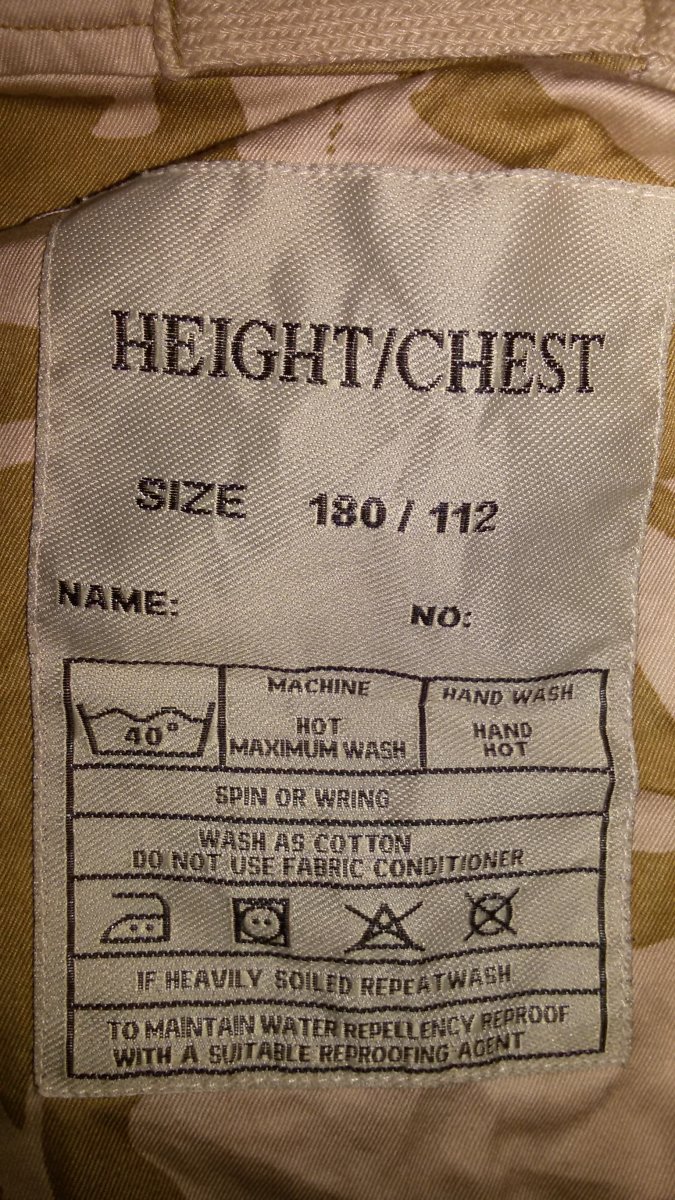 HEIGHT/CHEST
SIZE 180 / 112
NAME: NO:
40°
MACHINE
HOT
MAXIMUM WASH
HAND WASH
HAND
HOT
SPIN OR WRING
WASH AS COTTON
DO NOT USE FABRIC CONDITIONER
IF HEAVILY SOILED REPEATWASH
TO MAINTAIN WATER REPELLENCY REPROOF
WITH A SUITABLE REPROOFING AGENT